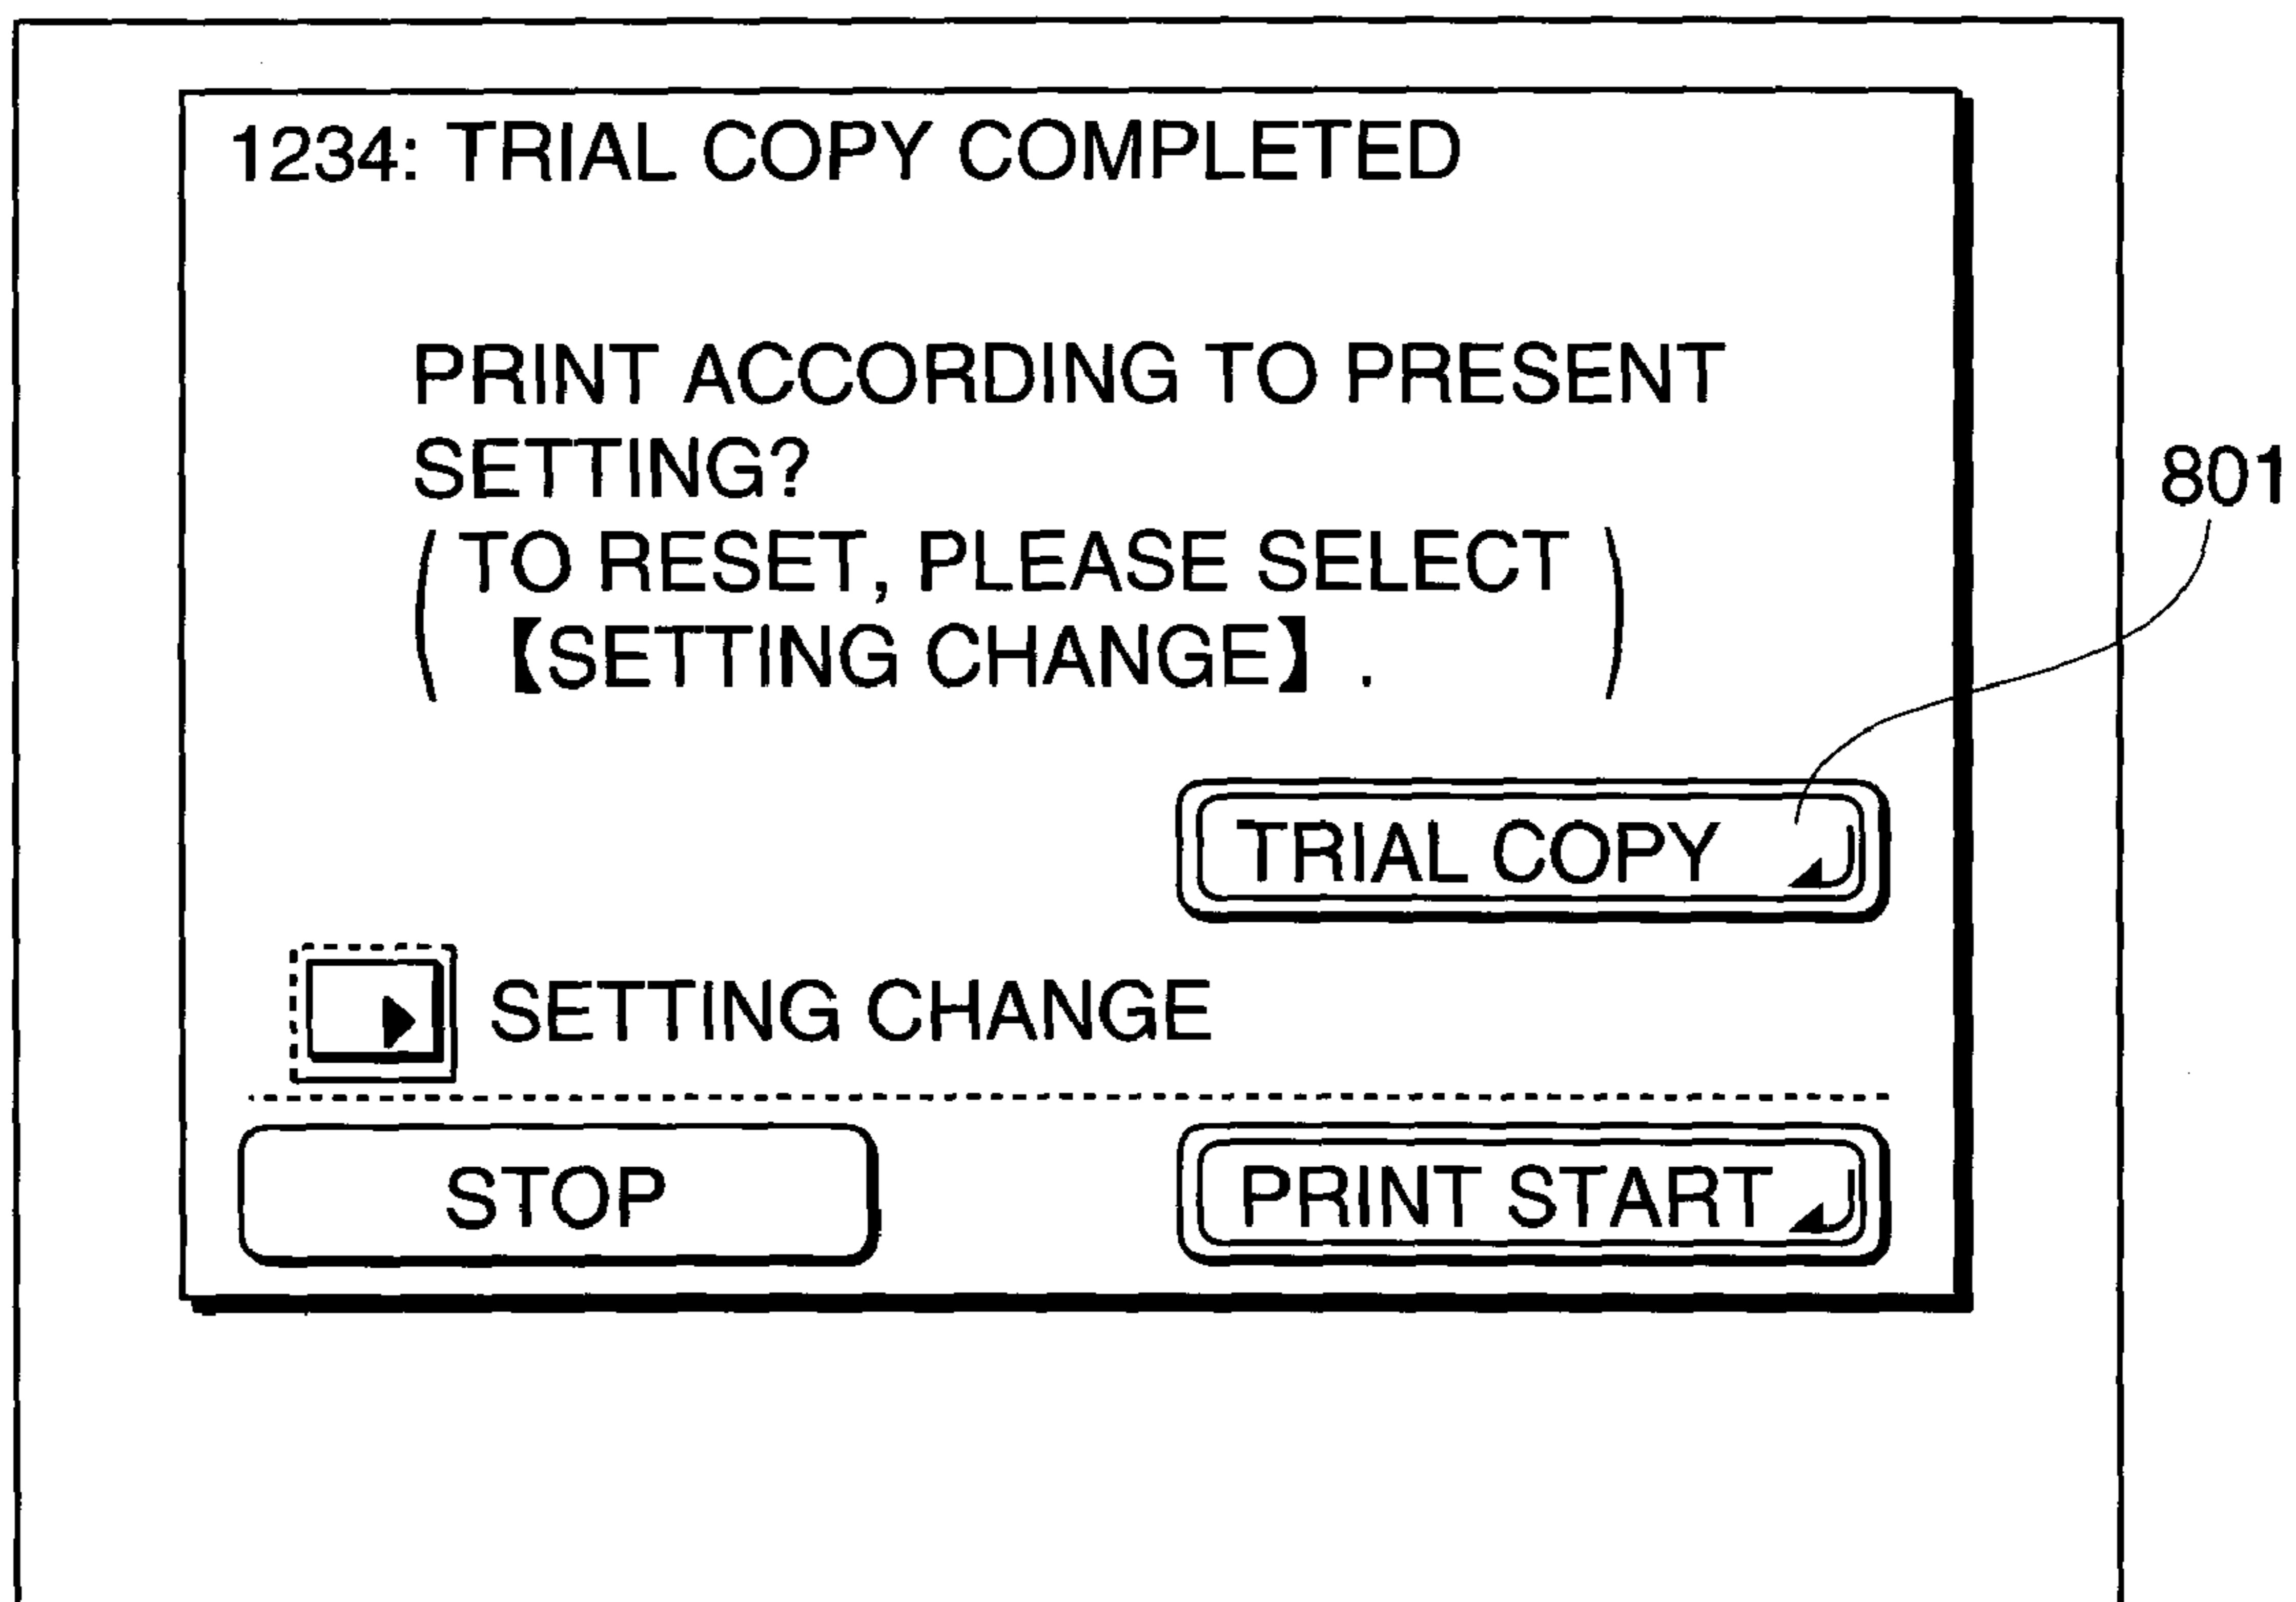 1234: TRIAL COPY COMPLETED
PRINT ACCORDING TO PRESENT
SETTING?
( TO RESET, PLEASE SELECT
【SETTING CHANGE】 . )
801
TRIAL COPY
SETTING CHANGE
STOP
PRINT START